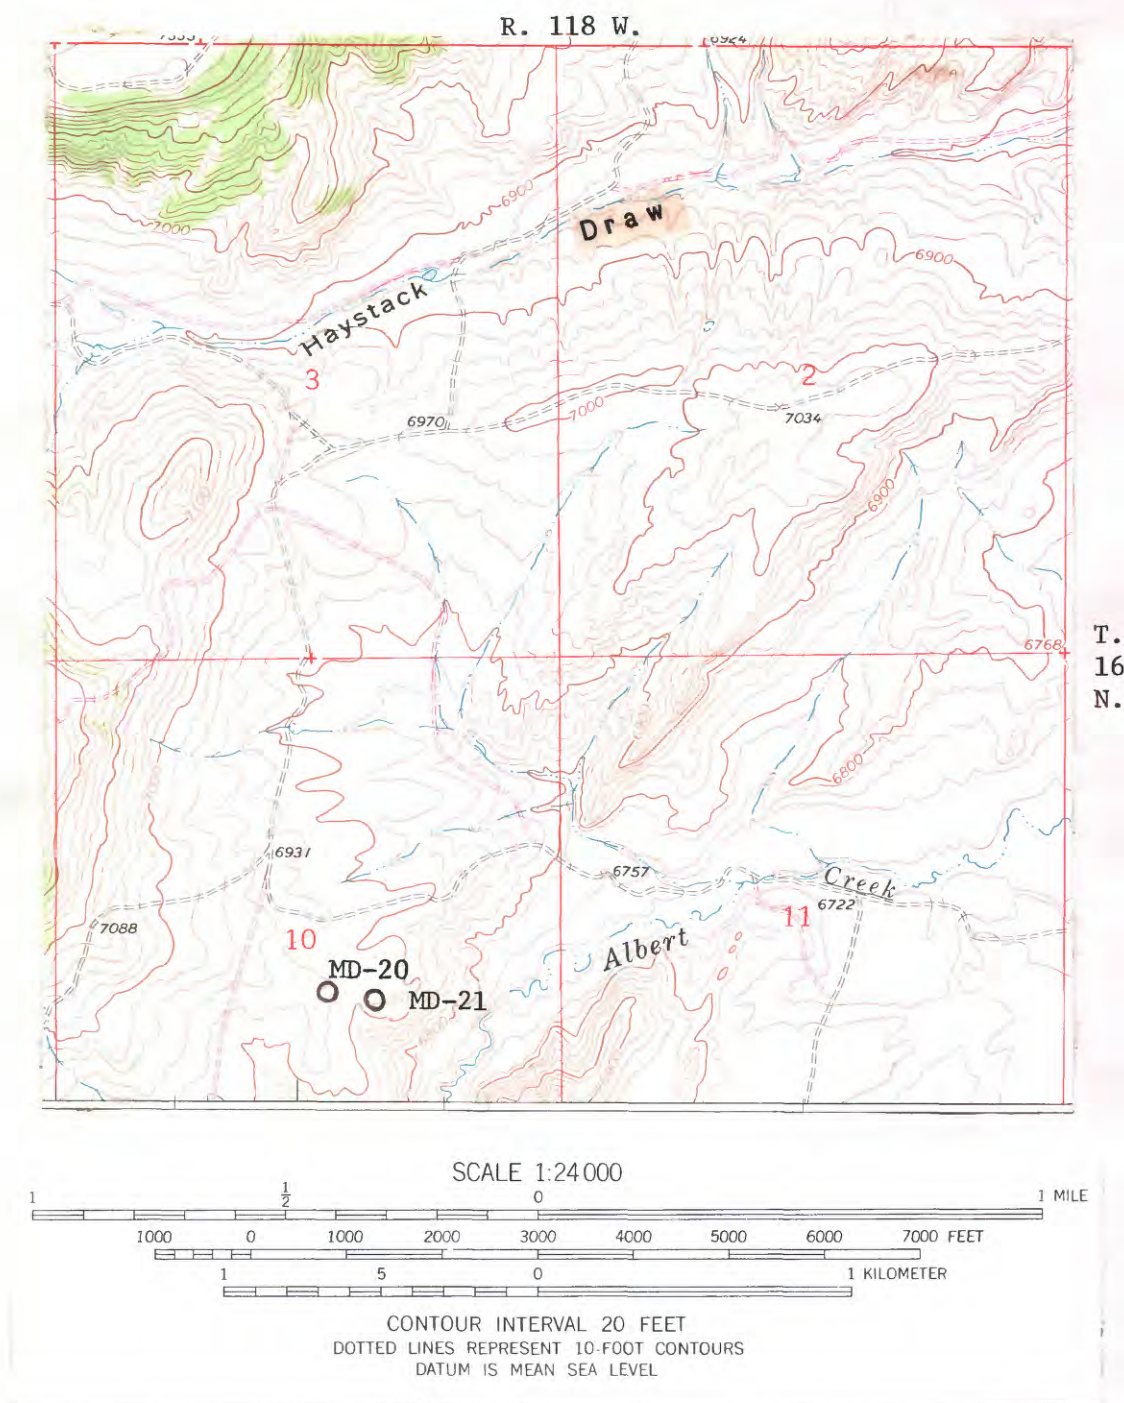 R. 118 W.
7335
6924
6900
Draw
7000
6900
Haystack
3
2
7000
7034
6970
6900
T.
16
N.
6768
6800
6931
6757
Creek
6722
7088
11
10
Albert
MD-20
MD-21
SCALE 1:24 000
1 1/2 0 1 MILE
1000 0 1000 2000 3000 4000 5000 6000 7000 FEET
1 5 0 1 KILOMETER
CONTOUR INTERVAL 20 FEET
DOTTED LINES REPRESENT 10-FOOT CONTOURS
DATUM IS MEAN SEA LEVEL